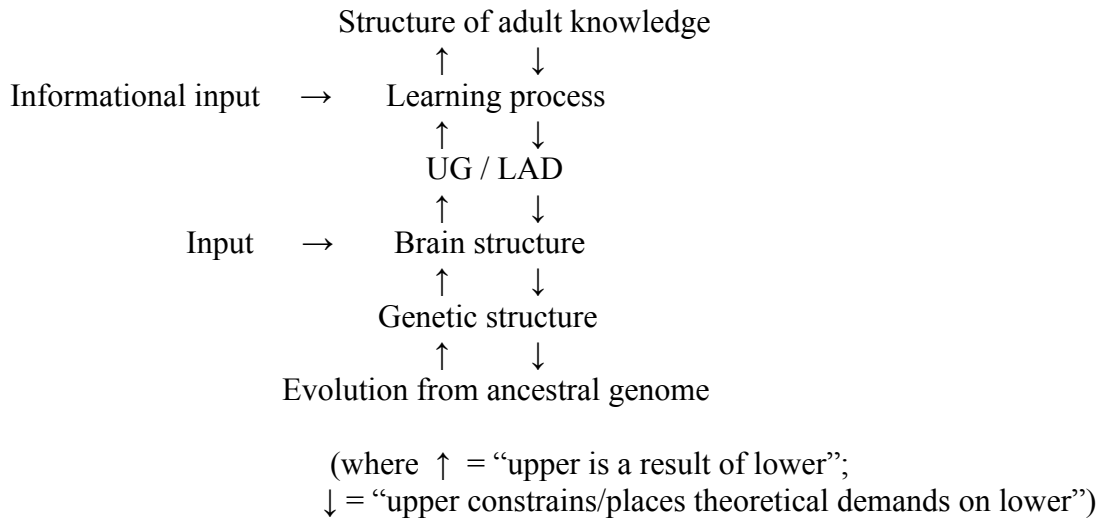 Structure of adult knowledge
↑ ↓
Informational input → Learning process
↑ ↓
UG / LAD
↑ ↓
Input → Brain structure
↑ ↓
Genetic structure
↑ ↓
Evolution from ancestral genome
(where ↑ = “upper is a result of lower”;
↓ = “upper constrains/places theoretical demands on lower”)